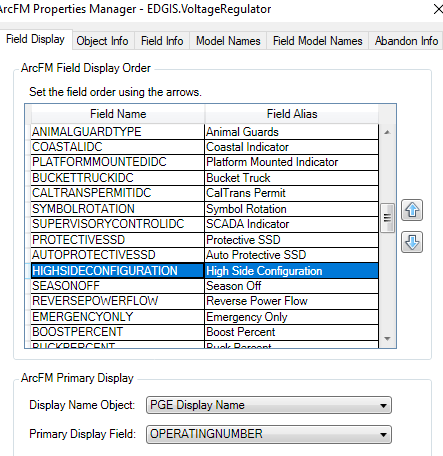 ArcFM Properties Manager - EDGIS.VoltageRegulator
Field Display Object Info Field Info Model Names Field Model Names Abandon Info
ArcFM Field Display Order
Set the field order using the arrows.
Field Name Field Alias
ANIMALGUARDTYPE Animal Guards
COASTALIDC Coastal Indicator
PLATFORMMOUNTEDIDC Platform Mounted Indicator
BUCKETTRUCKIDC Bucket Truck
CALTRANSPERMITIDC CalTrans Permit
SYMBOLROTATION Symbol Rotation
SUPERVISORYCONTROLIDC SCADA Indicator
PROTECTIVESSD Protective SSD
AUTOPROTECTIVESSD Auto Protective SSD
HIGHSIDECONFIGURATION High Side Configuration
SEASONOFF Season Off
REVERSEPOWERFLOW Reverse Power Flow
EMERGENCYONLY Emergency Only
BOOSTPERCENT Boost Percent
BUCKPERCENT Buck Percent
ArcFM Primary Display
Display Name Object: PGE Display Name
Primary Display Field: OPERATINGNUMBER